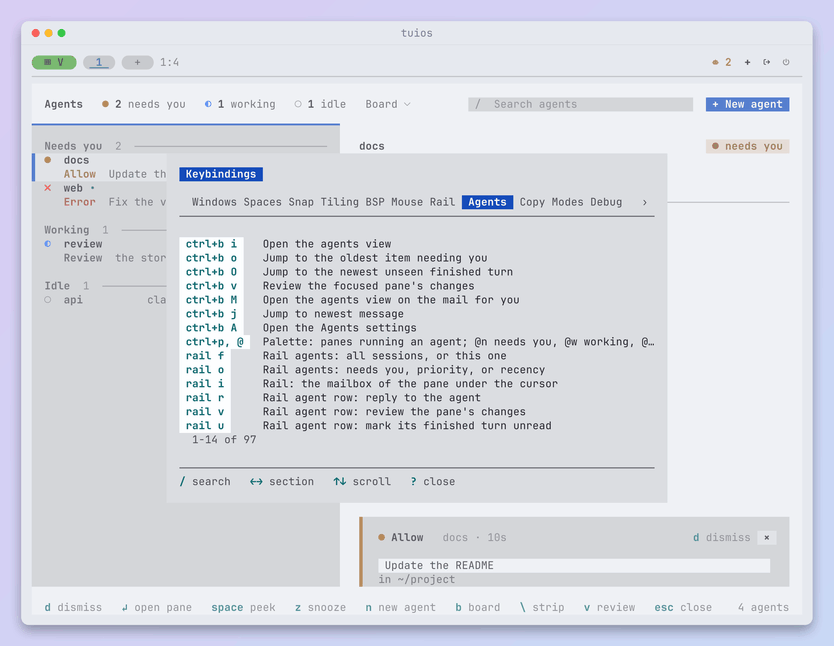 tuios
V 1 + 1:4 2 +
Agents 2 needs you 1 working 1 idle Board / Search agents + New agent
Needs you 2
docs needs you
docs
Allow Update th
web •
Error Fix the v
Working 1
review
Review the stor
Idle 1
api cla
Keybindings
Windows Spaces Snap Tiling BSP Mouse Rail Agents Copy Modes Debug ›
ctrl+b i Open the agents view
ctrl+b o Jump to the oldest item needing you
ctrl+b O Jump to the newest unseen finished turn
ctrl+b v Review the focused pane's changes
ctrl+b M Open the agents view on the mail for you
ctrl+b j Jump to newest message
ctrl+b A Open the Agents settings
ctrl+p, @ Palette: panes running an agent; @n needs you, @w working, @…
rail f Rail agents: all sessions, or this one
rail o Rail agents: needs you, priority, or recency
rail i Rail: the mailbox of the pane under the cursor
rail r Rail agent row: reply to the agent
rail v Rail agent row: review the pane's changes
rail u Rail agent row: mark its finished turn unread
1-14 of 97
/ search ↔ section ↑↓ scroll ? close
Allow docs · 10s d dismiss ×
Update the README
in ~/project
d dismiss ↲ open pane space peek z snooze n new agent b board \ strip v review esc close 4 agents